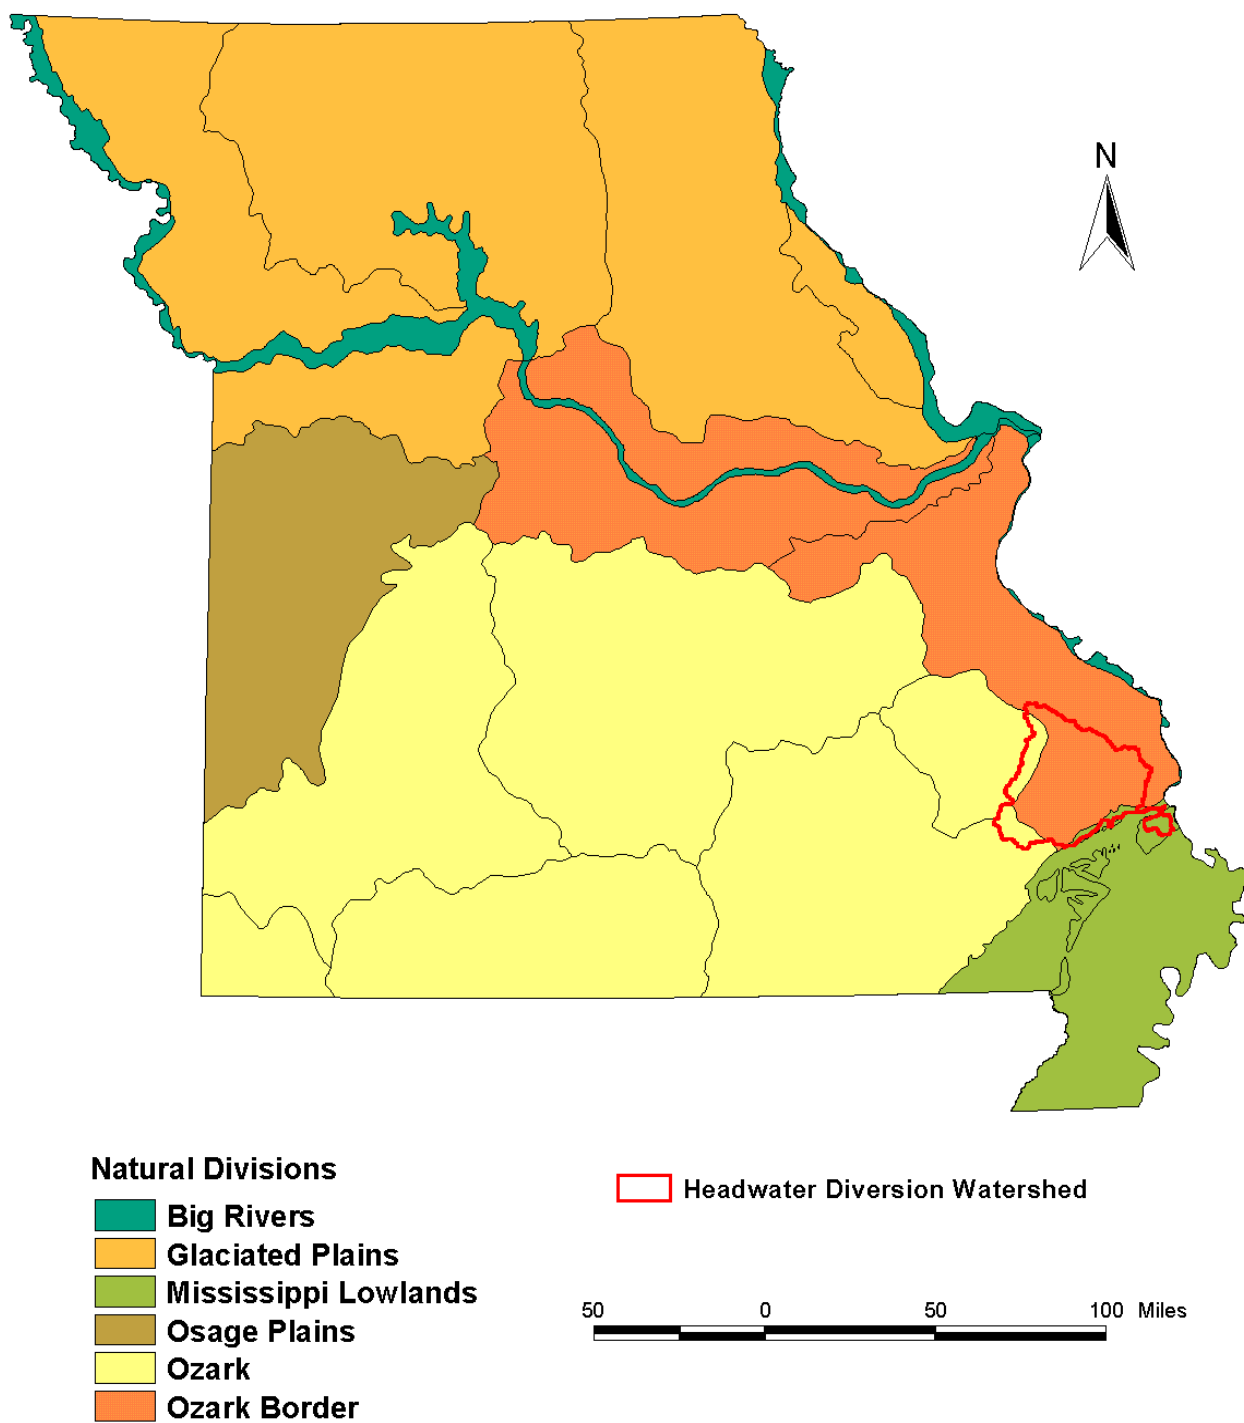 N
Natural Divisions
Big Rivers
Glaciated Plains
Mississippi Lowlands
Osage Plains
Ozark
Ozark Border
Headwater Diversion Watershed
50 0 50 100 Miles